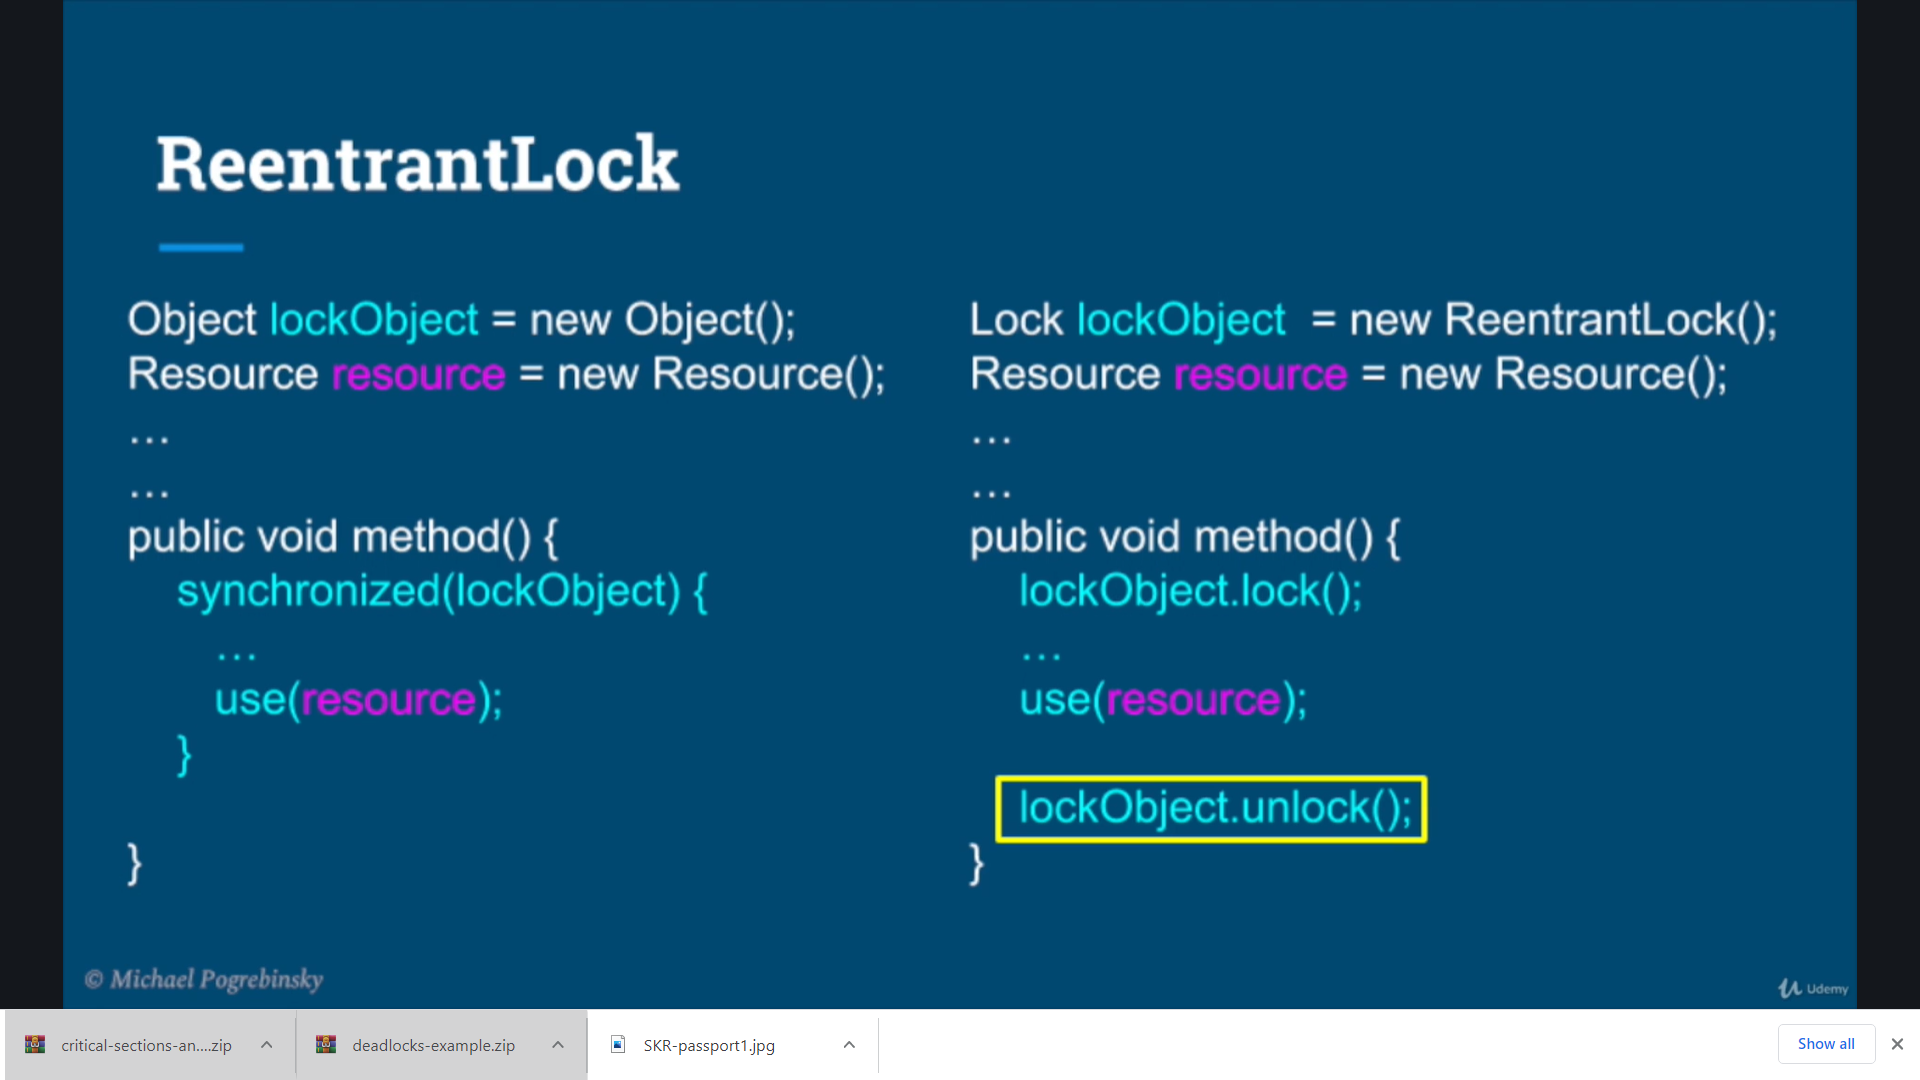 ReentrantLock
Object lockObject = new Object();
Resource resource = new Resource();
...
...
public void method() {
synchronized(lockObject) {
...
use(resource);
}
}
Lock lockObject = new ReentrantLock();
Resource resource = new Resource();
...
...
public void method() {
lockObject.lock();
...
use(resource);
lockObject.unlock();
}
© Michael Pogrebinsky
Udemy
critical-sections-an....zip
deadlocks-example.zip
SKR-passport1.jpg
Show all